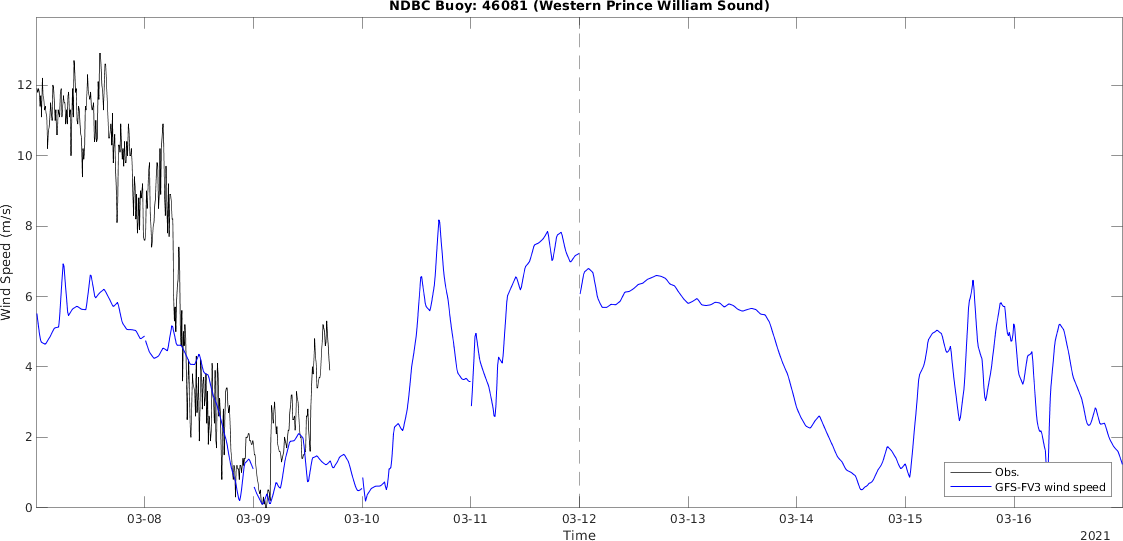 NDBC Buoy: 46081 (Western Prince William Sound)
Wind Speed (m/s)
12
10
8
6
4
2
0
03-08 03-09 03-10 03-11 03-12 03-13 03-14 03-15 03-16
Time
2021
Obs.
GFS-FV3 wind speed